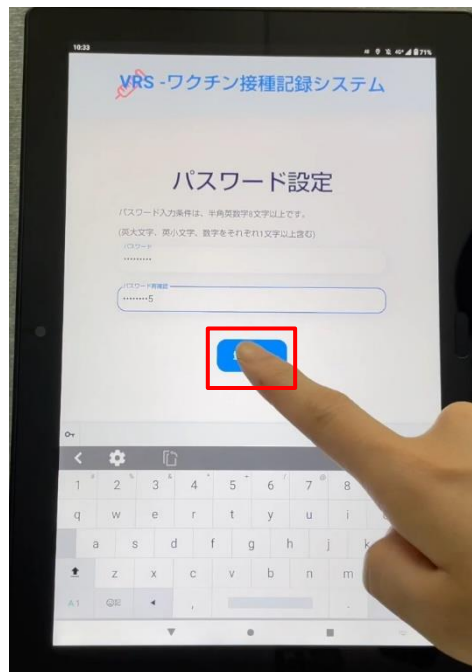 10:33
4G+ 71%
VRS -ワクチン接種記録システム
パスワード設定
パスワード入力条件は、半角英数字8文字以上です。
(英大文字、英小文字、数字をそれぞれ1文字以上含む)
パスワード
•••••••••
パスワード再確認
••••••••5
1 2 3 4 5 6 7 8
q w e r t y u i
a s d f g h j k
z x c v b n m
A1 ,